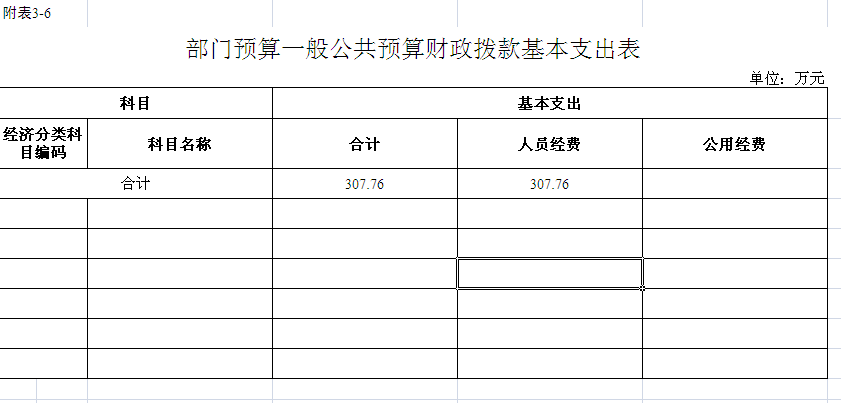 附表3-6
部门预算一般公共预算财政拨款基本支出表
单位：万元
科目 基本支出
经济分类科
目编码 科目名称 合计 人员经费 公用经费
合计 307.76 307.76